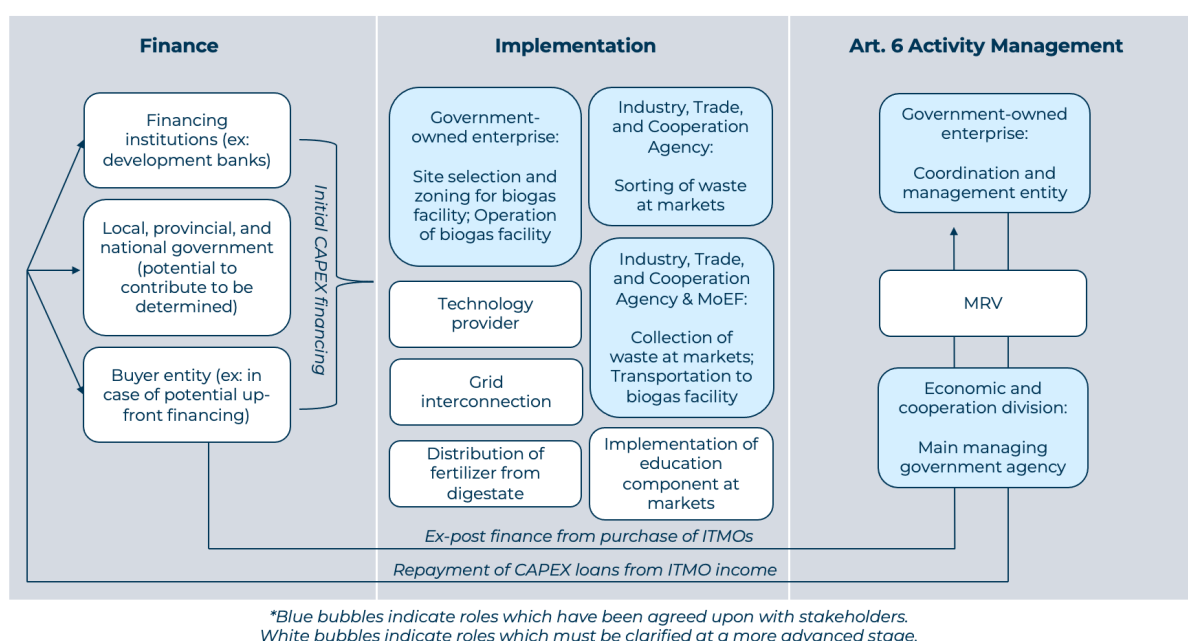 Finance
Financing
institutions (ex:
development banks)
Local, provincial, and
national government
(potential to
contribute to be
determined)
Buyer entity (ex: in
case of potential up-
front financing)
Initial CAPEX financing
Implementation
Government-
owned enterprise:
Site selection and
zoning for biogas
facility; Operation
of biogas facility
Technology
provider
Grid
interconnection
Distribution of
fertilizer from
digestate
Industry, Trade,
and Cooperation
Agency:
Sorting of waste
at markets
Industry, Trade,
and Cooperation
Agency & MoEF:
Collection of
waste at markets;
Transportation to
biogas facility
Implementation of
education
component at
markets
Art. 6 Activity Management
Government-owned
enterprise:
Coordination and
management entity
MRV
Economic and
cooperation division:
Main managing
government agency
Ex-post finance from purchase of ITMOs
Repayment of CAPEX loans from ITMO income
*Blue bubbles indicate roles which have been agreed upon with stakeholders.
White bubbles indicate roles which must be clarified at a more advanced stage.